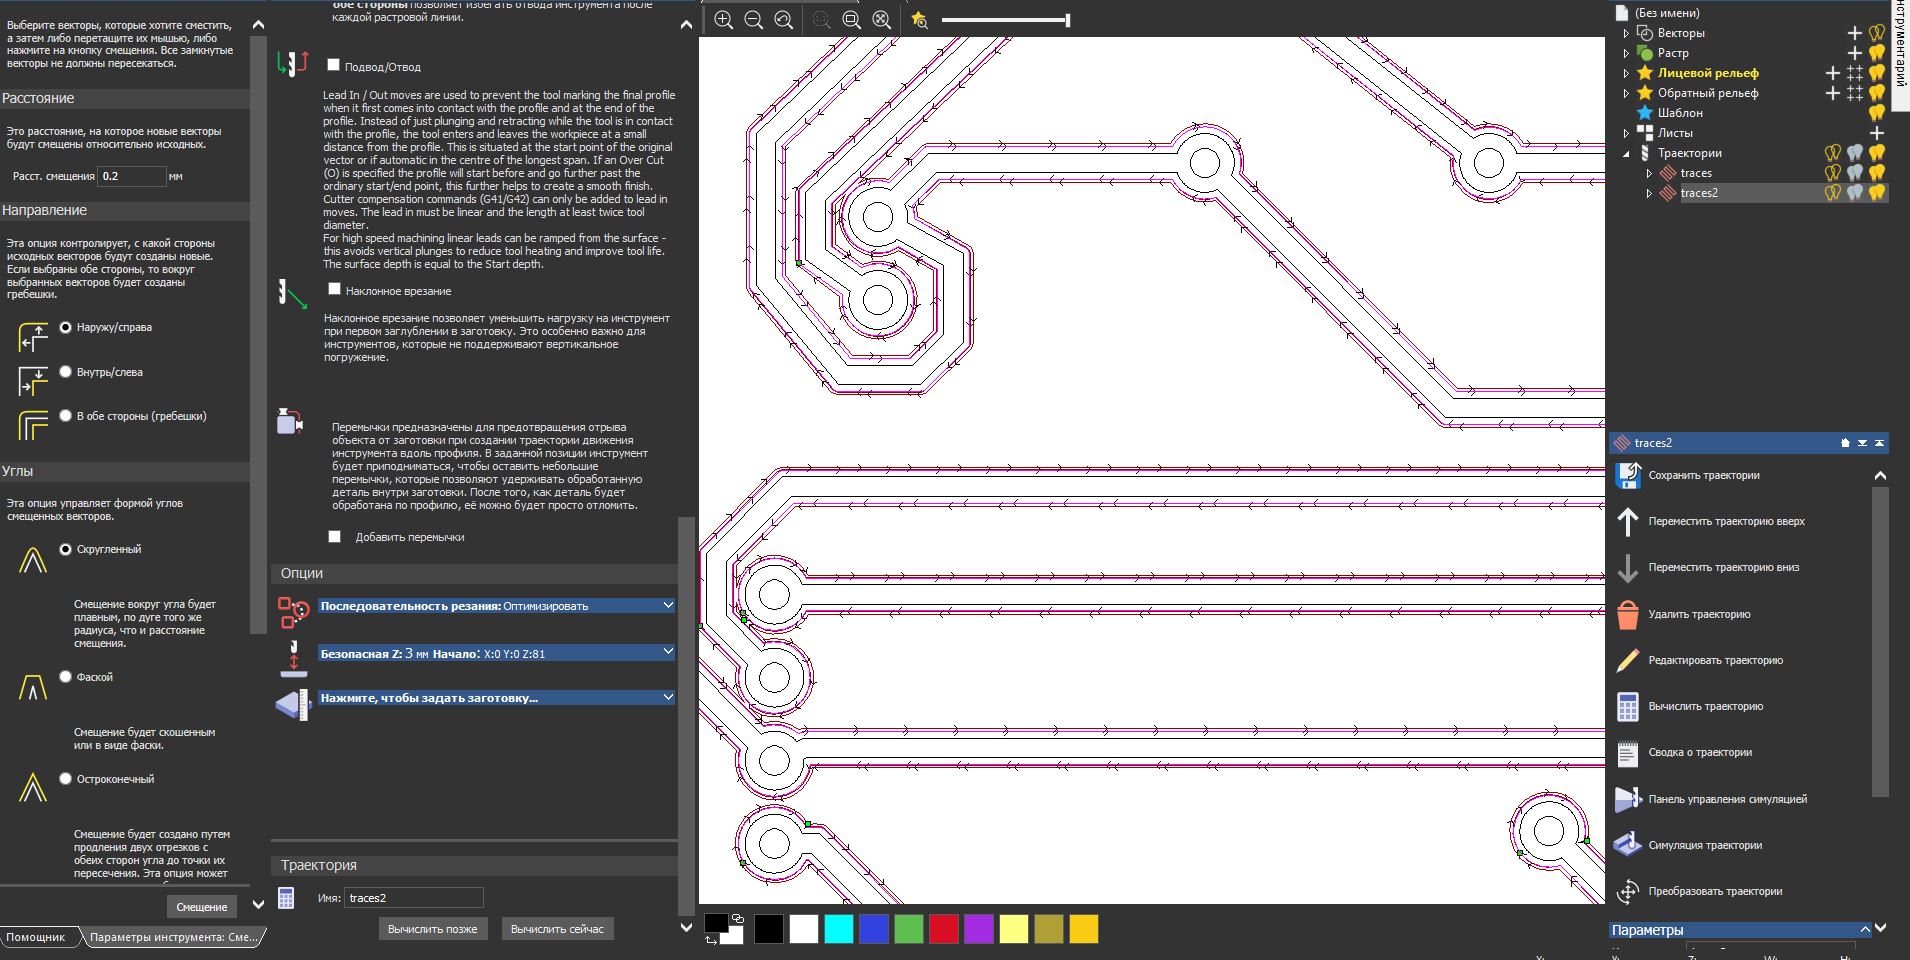 Выберите векторы, которые хотите сместить,
а затем либо перетащите их мышью, либо
нажмите на кнопку смещения. Все замкнутые
векторы не должны пересекаться.
Расстояние
Это расстояние, на которое новые векторы
будут смещены относительно исходных.
Расст. смещения 0.2 мм
Направление
Эта опция контролирует, с какой стороны
исходных векторов будут созданы новые.
Если выбраны обе стороны, то вокруг
выбранных векторов будет созданы
гребешки.
Наружу/справа
Внутрь/слева
В обе стороны (гребешки)
Углы
Эта опция управляет формой углов
смещенных векторов.
Скругленный
Смещение вокруг угла будет
плавным, по дуге того же
радиуса, что и расстояние
смещения.
Фаской
Смещение будет скошенным
или в виде фаски.
Остроконечный
Смещение будет создано путем
продления двух отрезков с
обеих сторон угла до точки их
пересечения. Эта опция может
Смещение
Помощник
Параметры инструмента: Сме...
обе стороны позволяет избегать отвода инструмента после
каждой растровой линии.
Подвод/Отвод
Lead In / Out moves are used to prevent the tool marking the final profile
when it first comes into contact with the profile and at the end of the
profile. Instead of just plunging and retracting while the tool is in contact
with the profile, the tool enters and leaves the workpiece at a small
distance from the profile. This is situated at the start point of the original
vector or if automatic in the centre of the longest span. If an Over Cut
(O) is specified the profile will start before and go further past the
ordinary start/end point, this further helps to create a smooth finish.
Cutter compensation commands (G41/G42) can only be added to lead in
moves. The lead in must be linear and the length at least twice tool
diameter.
For high speed machining linear leads can be ramped from the surface -
this avoids vertical plunges to reduce tool heating and improve tool life.
The surface depth is equal to the Start depth.
Наклонное врезание
Наклонное врезание позволяет уменьшить нагрузку на инструмент
при первом заглублении в заготовку. Это особенно важно для
инструментов, которые не поддерживают вертикальное
погружение.
Перемычки предназначены для предотвращения отрыва
объекта от заготовки при создании траектории движения
инструмента вдоль профиля. В заданной позиции инструмент
будет приподниматься, чтобы оставить небольшие
перемычки, которые позволяют удерживать обработанную
деталь внутри заготовки. После того, как деталь будет
обработана по профилю, её можно будет просто отломить.
Добавить перемычки
Опции
Последовательность резания: Оптимизировать
Безопасная Z: 3 мм Начало: X:0 Y:0 Z:81
Нажмите, чтобы задать заготовку...
Траектория
Имя: traces2
Вычислить позже
Вычислить сейчас
(Без имени)
Векторы
Растр
Лицевой рельеф
Обратный рельеф
Шаблон
Листы
Траектории
traces
traces2
traces2
Сохранить траектории
Переместить траекторию вверх
Переместить траекторию вниз
Удалить траекторию
Редактировать траекторию
Вычислить траекторию
Сводка о траектории
Панель управления симуляцией
Симуляция траектории
Преобразовать траектории
Параметры